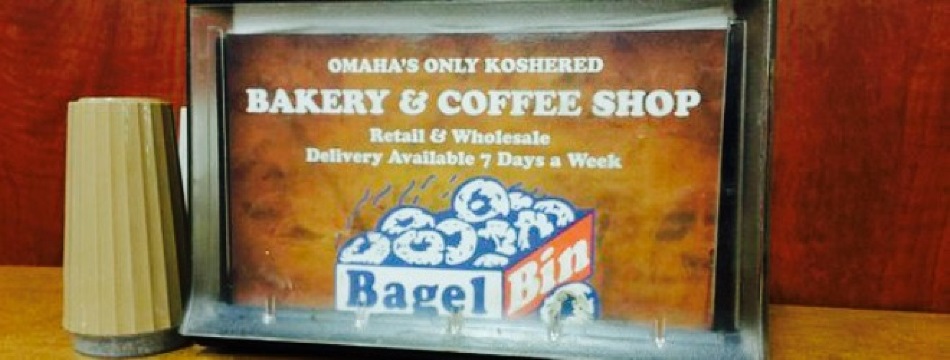 OMAHA'S ONLY KOSHERED
BAKERY & COFFEE SHOP
Retail & Wholesale
Delivery Available 7 Days a Week
Bagel Bin